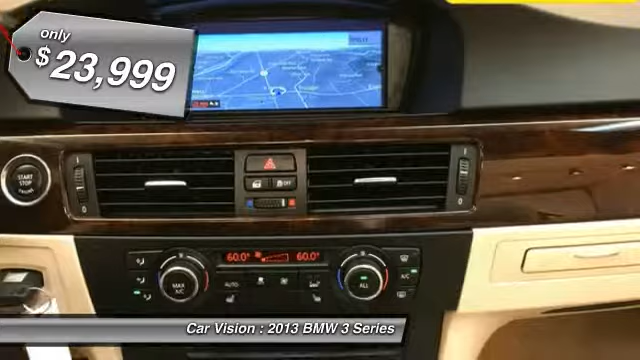 only
$23,999
START
STOP
ENGINE
OFF
60.0°
60.0°
MAX
A/C
AUTO
ALL
A/C
Car Vision : 2013 BMW 3 Series